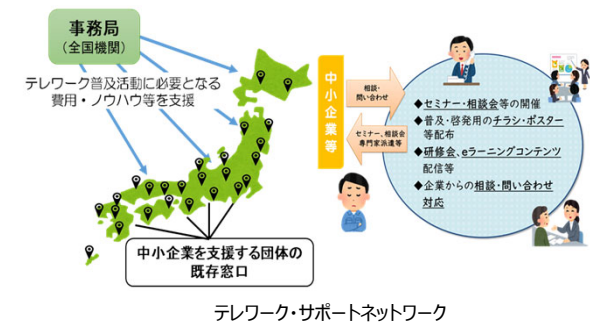 事務局
（全国機関）
テレワーク普及活動に必要となる
費用・ノウハウ等を支援
中小企業を支援する団体の
既存窓口
中小企業等
相談・
問い合わせ
セミナー、相談会
専門家派遣等
◆セミナー・相談会等の開催
◆普及・啓発用のチラシ・ポスター
等配布
◆研修会、eラーニングコンテンツ
配信等
◆企業からの相談・問い合わせ
対応
テレワーク・サポートネットワーク